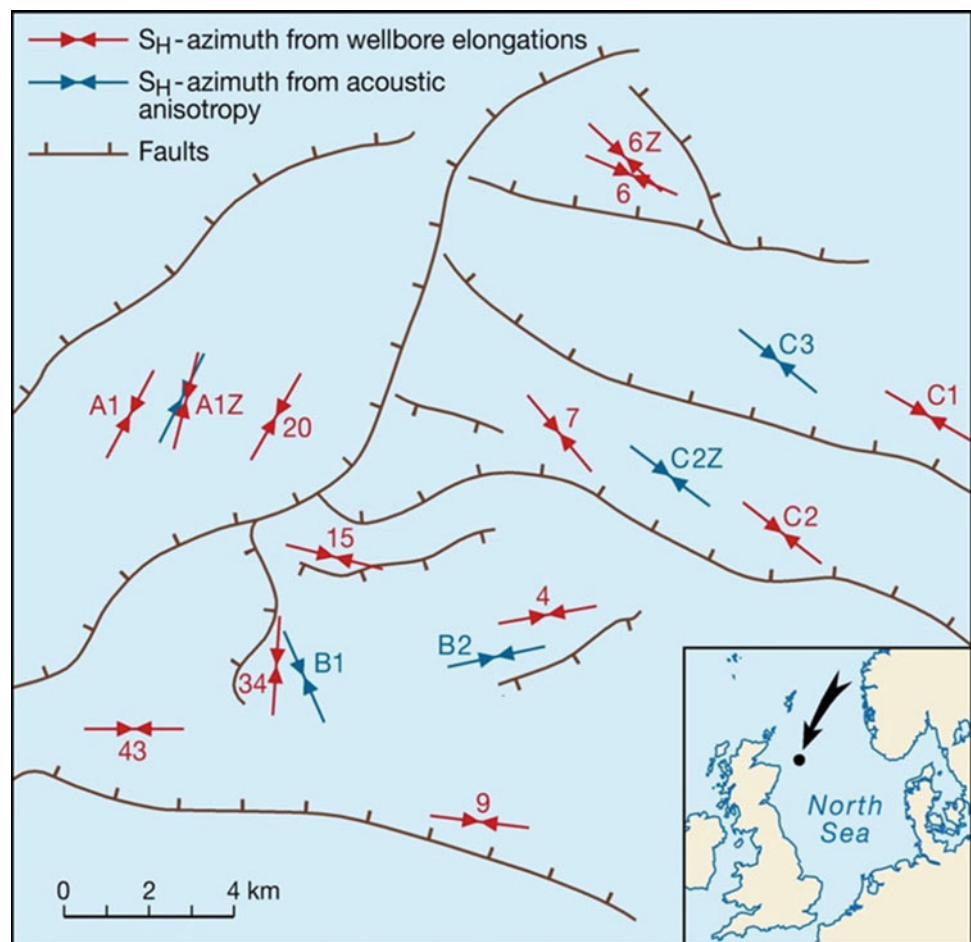 S_H-azimuth from wellbore elongations
S_H-azimuth from acoustic
anisotropy
Faults
6Z
6
C3
C1
A1
A1Z
20
7
C2Z
C2
15
4
B2
B1
34
43
9
0 2 4 km
North
Sea